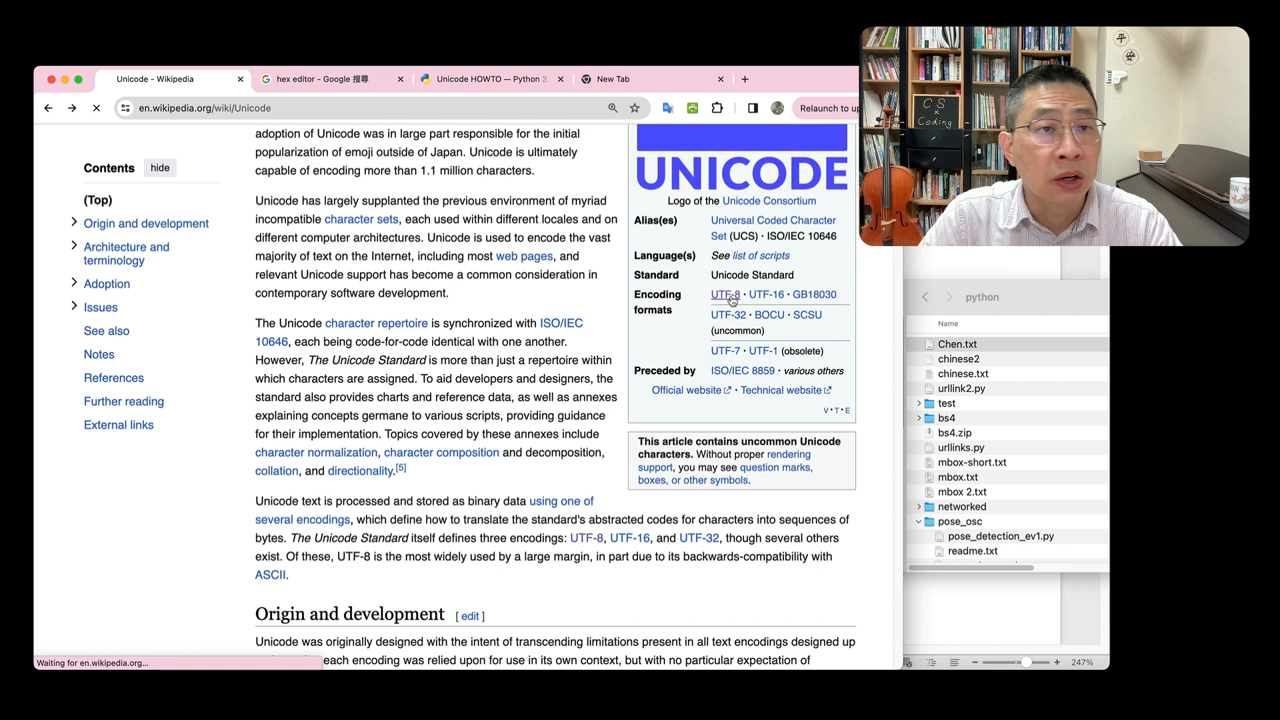 Unicode - Wikipedia
hex editor - Google 搜尋
Unicode HOWTO — Python 3.
New Tab
en.wikipedia.org/wiki/Unicode
Relaunch to up
Contents
hide
(Top)
Origin and development
Architecture and
terminology
Adoption
Issues
See also
Notes
References
Further reading
External links
adoption of Unicode was in large part responsible for the initial
popularization of emoji outside of Japan. Unicode is ultimately
capable of encoding more than 1.1 million characters.
Unicode has largely supplanted the previous environment of myriad
incompatible character sets, each used within different locales and on
different computer architectures. Unicode is used to encode the vast
majority of text on the Internet, including most web pages, and
relevant Unicode support has become a common consideration in
contemporary software development.
The Unicode character repertoire is synchronized with ISO/IEC
10646, each being code-for-code identical with one another.
However, The Unicode Standard is more than just a repertoire within
which characters are assigned. To aid developers and designers, the
standard also provides charts and reference data, as well as annexes
explaining concepts germane to various scripts, providing guidance
for their implementation. Topics covered by these annexes include
character normalization, character composition and decomposition,
collation, and directionality.[5]
Unicode text is processed and stored as binary data using one of
several encodings, which define how to translate the standard's abstracted codes for characters into sequences of
bytes. The Unicode Standard itself defines three encodings: UTF-8, UTF-16, and UTF-32, though several others
exist. Of these, UTF-8 is the most widely used by a large margin, in part due to its backwards-compatibility with
ASCII.
Origin and development [ edit ]
Unicode was originally designed with the intent of transcending limitations present in all text encodings designed up
each encoding was relied upon for use in its own context, but with no particular expectation of
UNICODE
Logo of the Unicode Consortium
Alias(es) Universal Coded Character
Set (UCS) · ISO/IEC 10646
Language(s) See list of scripts
Standard Unicode Standard
Encoding UTF-8 · UTF-16 · GB18030
formats
UTF-32 · BOCU · SCSU
(uncommon)
UTF-7 · UTF-1 (obsolete)
Preceded by ISO/IEC 8859 · various others
Official website · Technical website
V·T·E
This article contains uncommon Unicode
characters. Without proper rendering
support, you may see question marks,
boxes, or other symbols.
Waiting for en.wikipedia.org...
平
安
CS
x
Coding
python
Name
Chen.txt
chinese2
chinese.txt
urllink2.py
test
bs4
bs4.zip
urllinks.py
mbox-short.txt
mbox.txt
mbox 2.txt
networked
pose_osc
pose_detection_ev1.py
readme.txt
247%